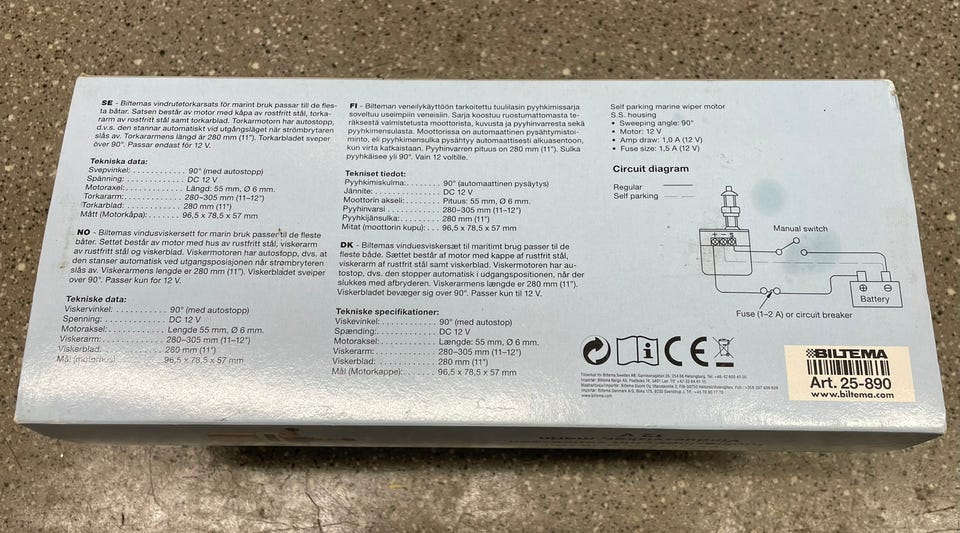 SE - Biltemas vindrutetorkarsats för marint bruk passar till de fles-
ta båtar. Satsen består av motor med kåpa av rostfritt stål, torka-
rarm av rostfritt stål samt torkarblad. Torkarmotorn har autostopp,
d.v.s. den stannar automatiskt vid utgångsläget när strömbrytaren
slås av. Torkararmens längd är 280 mm (11"). Torkarbladet sveper
över 90°. Passar endast för 12 V.
Tekniska data:
Svepvinkel: . . . . . . . . . . . . 90° (med autostopp)
Spänning: . . . . . . . . . . . . . DC 12 V
Motoraxel: . . . . . . . . . . . . . Längd: 55 mm, Ø 6 mm.
Torkararm: . . . . . . . . . . . . . 280–305 mm (11–12")
Torkarblad: . . . . . . . . . . . . 280 mm (11")
Mått (Motorkåpa): . . . . . . . 96,5 x 78,5 x 57 mm
NO - Biltemas vindusviskersett for marin bruk passer til de fleste
båter. Settet består av motor med hus av rustfritt stål, viskerarm
av rustfritt stål og viskerblad. Viskermotoren har autostopp, dvs. at
den stanser automatisk ved utgangsposisjonen når strømbryteren
slås av. Viskerarmens lengde er 280 mm (11"). Viskerbladet sveiper
over 90°. Passer kun for 12 V.
Tekniske data:
Viskervinkel: . . . . . . . . . . . 90° (med autostopp)
Spenning: . . . . . . . . . . . . . DC 12 V
Motoraksel: . . . . . . . . . . . . Lengde 55 mm, Ø 6 mm.
Viskerarm: . . . . . . . . . . . . . 280–305 mm (11–12")
Viskerblad: . . . . . . . . . . . . 280 mm (11")
Mål (motorhus): . . . . . . . . 96,5 x 78,5 x 57 mm
FI - Bilteman veneilykäyttöön tarkoitettu tuulilasin pyyhkimissarja
soveltuu useimpiin veneisiin. Sarja koostuu ruostumattomasta te-
räksestä valmistetusta moottorista, kuvusta ja pyyhinvarresta sekä
pyyhkimensulasta. Moottorissa on automaattinen pysähtymistoi-
minto, eli pyyhkimensulka pysähtyy automaattisesti alkuasentoon,
kun virta katkaistaan. Pyyhinvarren pituus on 280 mm (11"). Sulka
pyyhkäisee yli 90°. Vain 12 voltille.
Tekniset tiedot:
Pyyhkimiskulma: . . . . . . . . 90° (automaattinen pysäytys)
Jännite: . . . . . . . . . . . . . . . DC 12 V
Moottorin akseli: . . . . . . . . Pituus: 55 mm, Ø 6 mm.
Pyyhinvarsi . . . . . . . . . . . . 280–305 mm (11–12")
Pyyhkijänsulka: . . . . . . . . . 280 mm (11")
Mitat (moottorin kupu): . . . . 96,5 x 78,5 x 57 mm
DK - Biltemas vinduesviskersæt til maritimt brug passer til de
fleste både. Sættet består af motor med kappe af rustfrit stål,
viskerarm af rustfrit stål samt viskerblad. Viskermotoren har au-
tostop, dvs. den stopper automatisk i udgangspositionen, når der
slukkes med afbryderen. Viskerarmens længde er 280 mm (11").
Viskerbladet bevæger sig over 90°. Passer kun til 12 V.
Tekniske specifikationer:
Viskevinkel: . . . . . . . . . . . . 90° (med autostop)
Spænding: . . . . . . . . . . . . . DC 12 V
Motoraksel: . . . . . . . . . . . . Længde: 55 mm, Ø 6 mm.
Viskerarm: . . . . . . . . . . . . . 280–305 mm (11–12")
Viskerblad: . . . . . . . . . . . . 280 mm (11")
Mål (Motorkappe): . . . . . . . 96,5 x 78,5 x 57 mm
Self parking marine wiper motor
S.S. housing
• Sweeping angle: 90°
• Motor: 12 V
• Amp draw: 1,0 A (12 V)
• Fuse size: 1,5 A (12 V)
Circuit diagram
Regular
Self parking
+ – S
Manual switch
Battery
Fuse (1–2 A) or circuit breaker
CE
BILTEMA
Art. 25-890
www.biltema.com
www.biltema.com